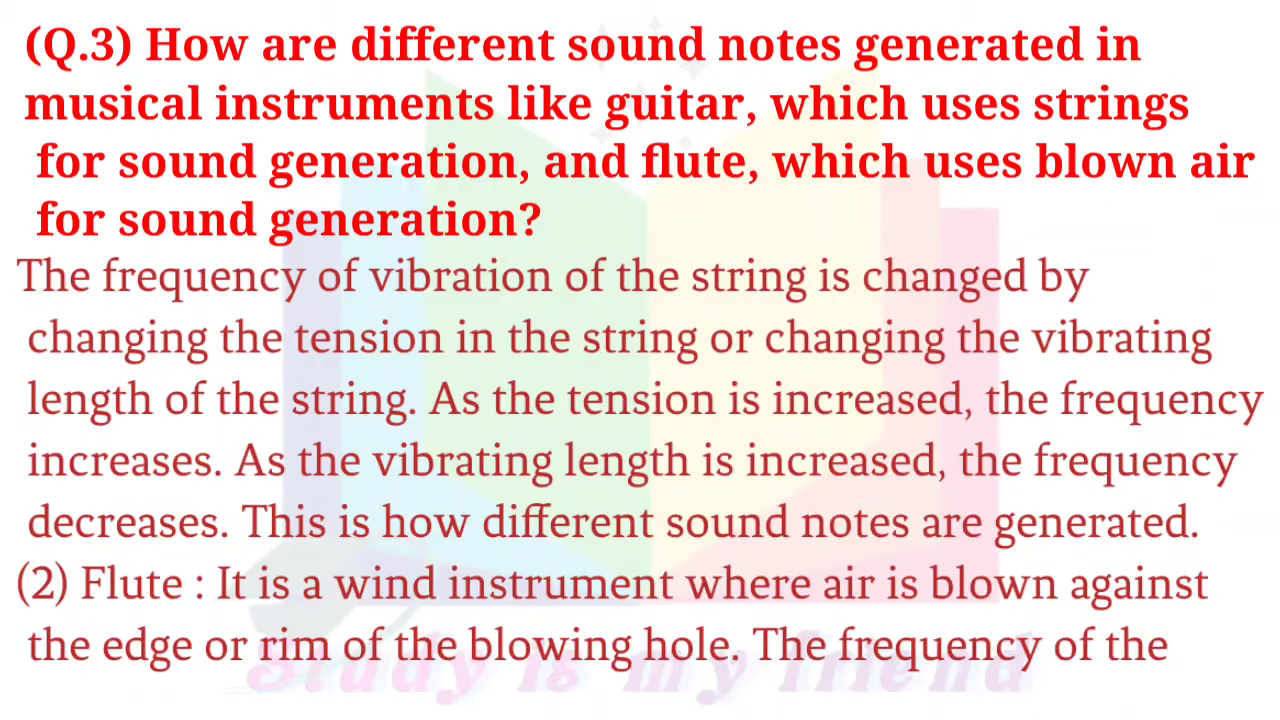 (Q.3) How are different sound notes generated in
musical instruments like guitar, which uses strings
for sound generation, and flute, which uses blown air
for sound generation?
The frequency of vibration of the string is changed by
changing the tension in the string or changing the vibrating
length of the string. As the tension is increased, the frequency
increases. As the vibrating length is increased, the frequency
decreases. This is how different sound notes are generated.
(2) Flute : It is a wind instrument where air is blown against
the edge or rim of the blowing hole. The frequency of the
Study is my friend